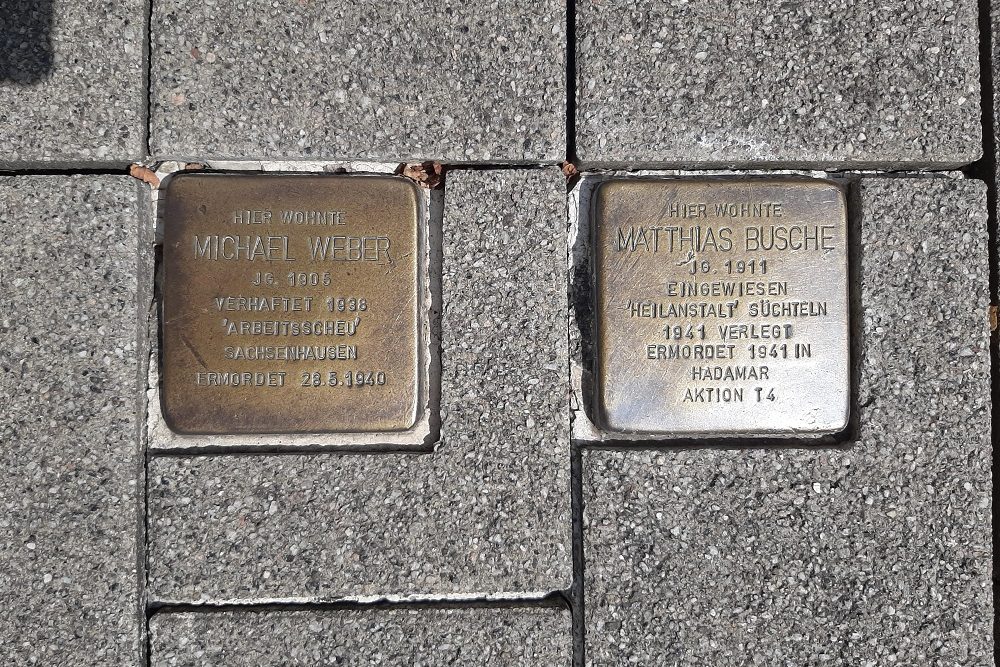 HIER WOHNTE
MICHAEL WEBER
JG. 1905
VERHAFTET 1938
'ARBEITSSCHEU'
SACHSENHAUSEN
ERMORDET 28.5.1940
HIER WOHNTE
MATTHIAS BUSCHE
JG. 1911
EINGEWIESEN
'HEILANSTALT' SÜCHTELN
1941 VERLEGT
ERMORDET 1941 IN
HADAMAR
AKTION T4